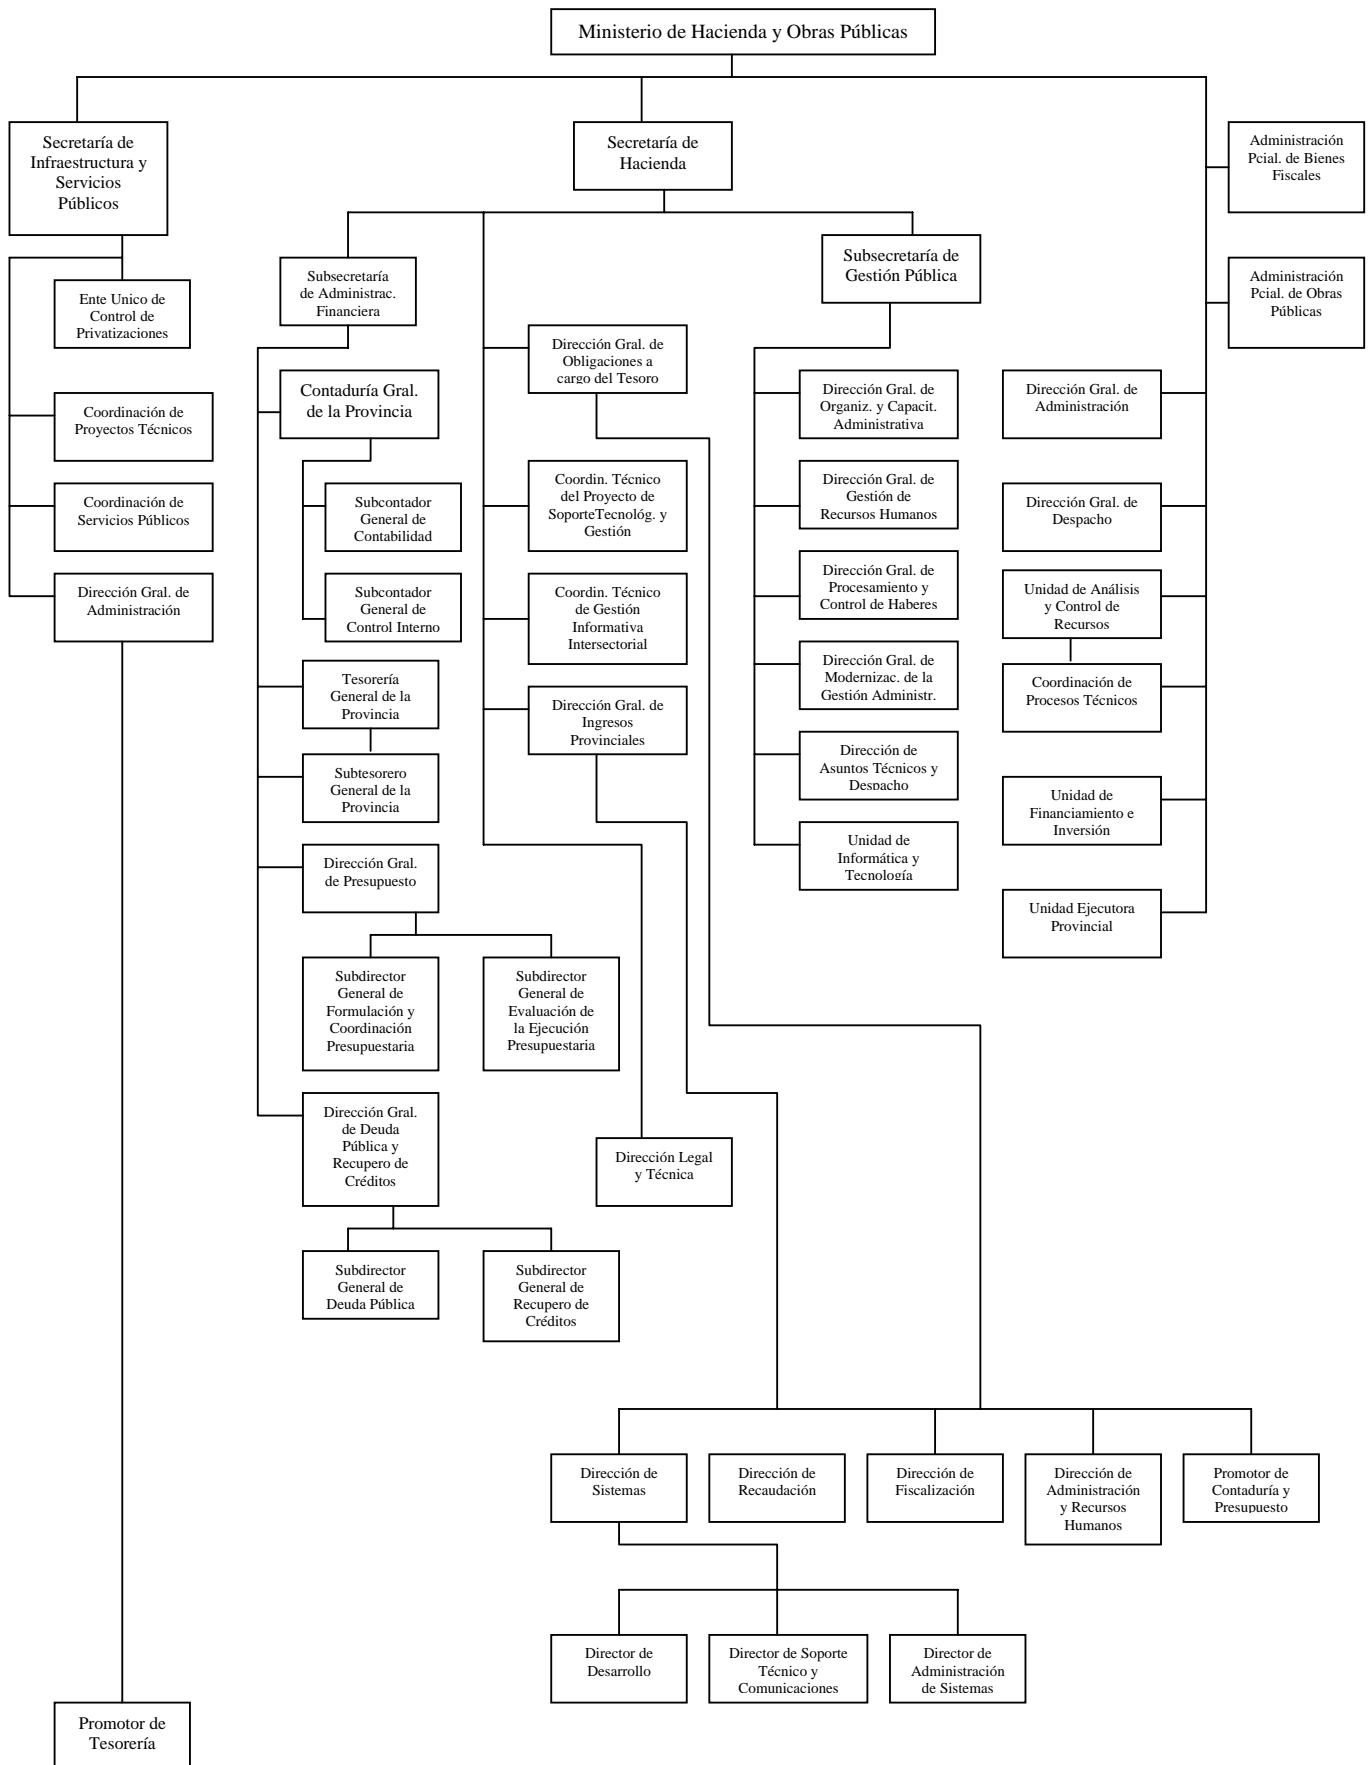 Ministerio de Hacienda y Obras Públicas
Secretaría de
Infraestructura y
Servicios
Públicos
Secretaría de
Hacienda
Administración
Pcial. de Bienes
Fiscales
Subsecretaría
de Administrac.
Financiera
Subsecretaría de
Gestión Pública
Administración
Pcial. de Obras
Públicas
Ente Unico de
Control de
Privatizaciones
Dirección Gral. de
Obligaciones a
cargo del Tesoro
Contaduría Gral.
de la Provincia
Dirección Gral. de
Organiz. y Capacit.
Administrativa
Dirección Gral. de
Administración
Coordinación de
Proyectos Técnicos
Coordin. Técnico
del Proyecto de
SoporteTecnológ. y
Gestión
Dirección Gral. de
Gestión de
Recursos Humanos
Coordinación de
Servicios Públicos
Subcontador
General de
Contabilidad
Dirección Gral. de
Despacho
Dirección Gral. de
Administración
Subcontador
General de
Control Interno
Coordin. Técnico
de Gestión
Informativa
Intersectorial
Dirección Gral. de
Procesamiento y
Control de Haberes
Unidad de Análisis
y Control de
Recursos
Tesorería
General de la
Provincia
Dirección Gral. de
Ingresos
Provinciales
Dirección Gral. de
Modernizac. de la
Gestión Administr.
Coordinación de
Procesos Técnicos
Subtesorero
General de la
Provincia
Dirección de
Asuntos Técnicos y
Despacho
Unidad de
Financiamiento e
Inversión
Dirección Gral.
de Presupuesto
Unidad de
Informática y
Tecnología
Unidad Ejecutora
Provincial
Subdirector
General de
Formulación y
Coordinación
Presupuestaria
Subdirector
General de
Evaluación de
la Ejecución
Presupuestaria
Dirección Gral.
de Deuda
Pública y
Recupero de
Créditos
Dirección Legal
y Técnica
Subdirector
General de
Deuda Pública
Subdirector
General de
Recupero de
Créditos
Dirección de
Sistemas
Dirección de
Recaudación
Dirección de
Fiscalización
Dirección de
Administración
y Recursos
Humanos
Promotor de
Contaduría y
Presupuesto
Director de
Desarrollo
Director de Soporte
Técnico y
Comunicaciones
Director de
Administración
de Sistemas
Promotor de
Tesorería